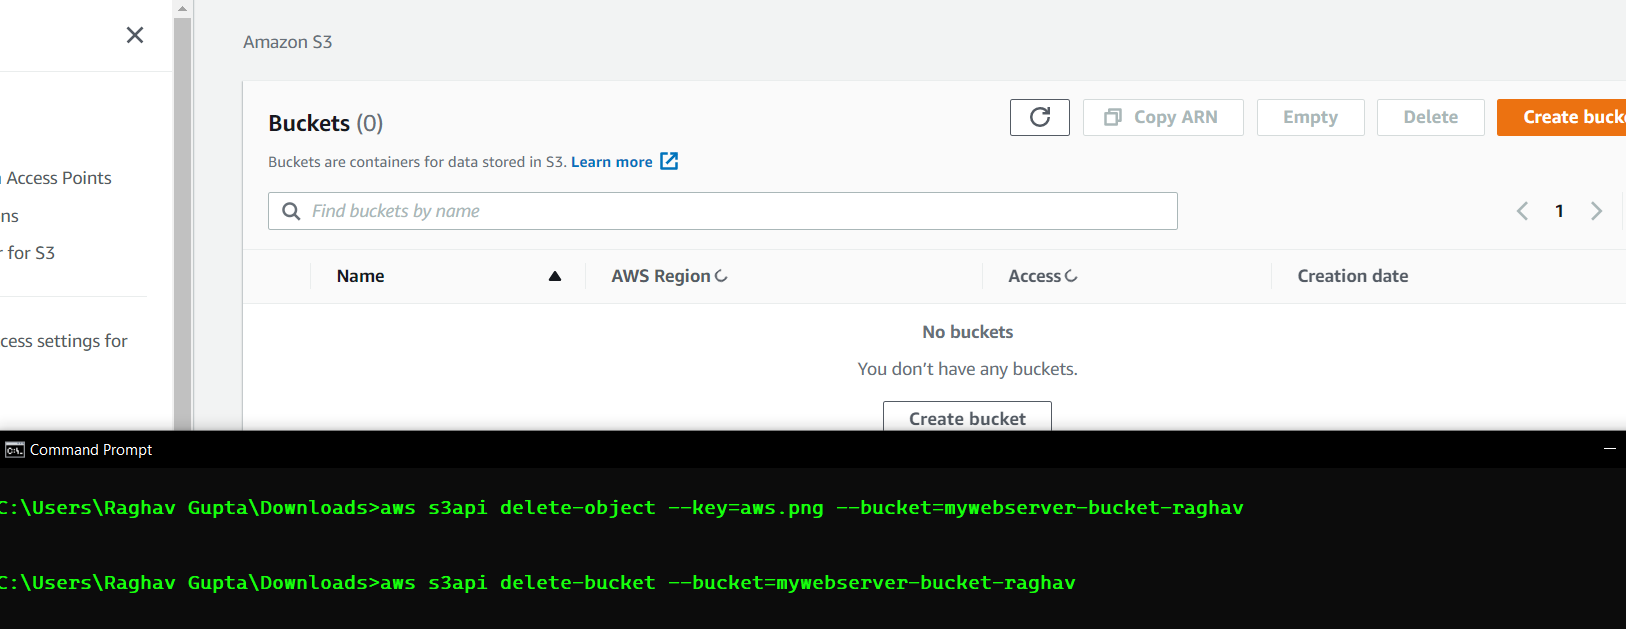 Amazon S3
Buckets (0)
Copy ARN
Empty
Delete
Create buck
Buckets are containers for data stored in S3. Learn more
Access Points
Find buckets by name
1
ns
r for S3
Name
AWS Region
Access
Creation date
No buckets
cess settings for
You don’t have any buckets.
Create bucket
Command Prompt
C:\Users\Raghav Gupta\Downloads>aws s3api delete-object --key=aws.png --bucket=mywebserver-bucket-raghav
C:\Users\Raghav Gupta\Downloads>aws s3api delete-bucket --bucket=mywebserver-bucket-raghav